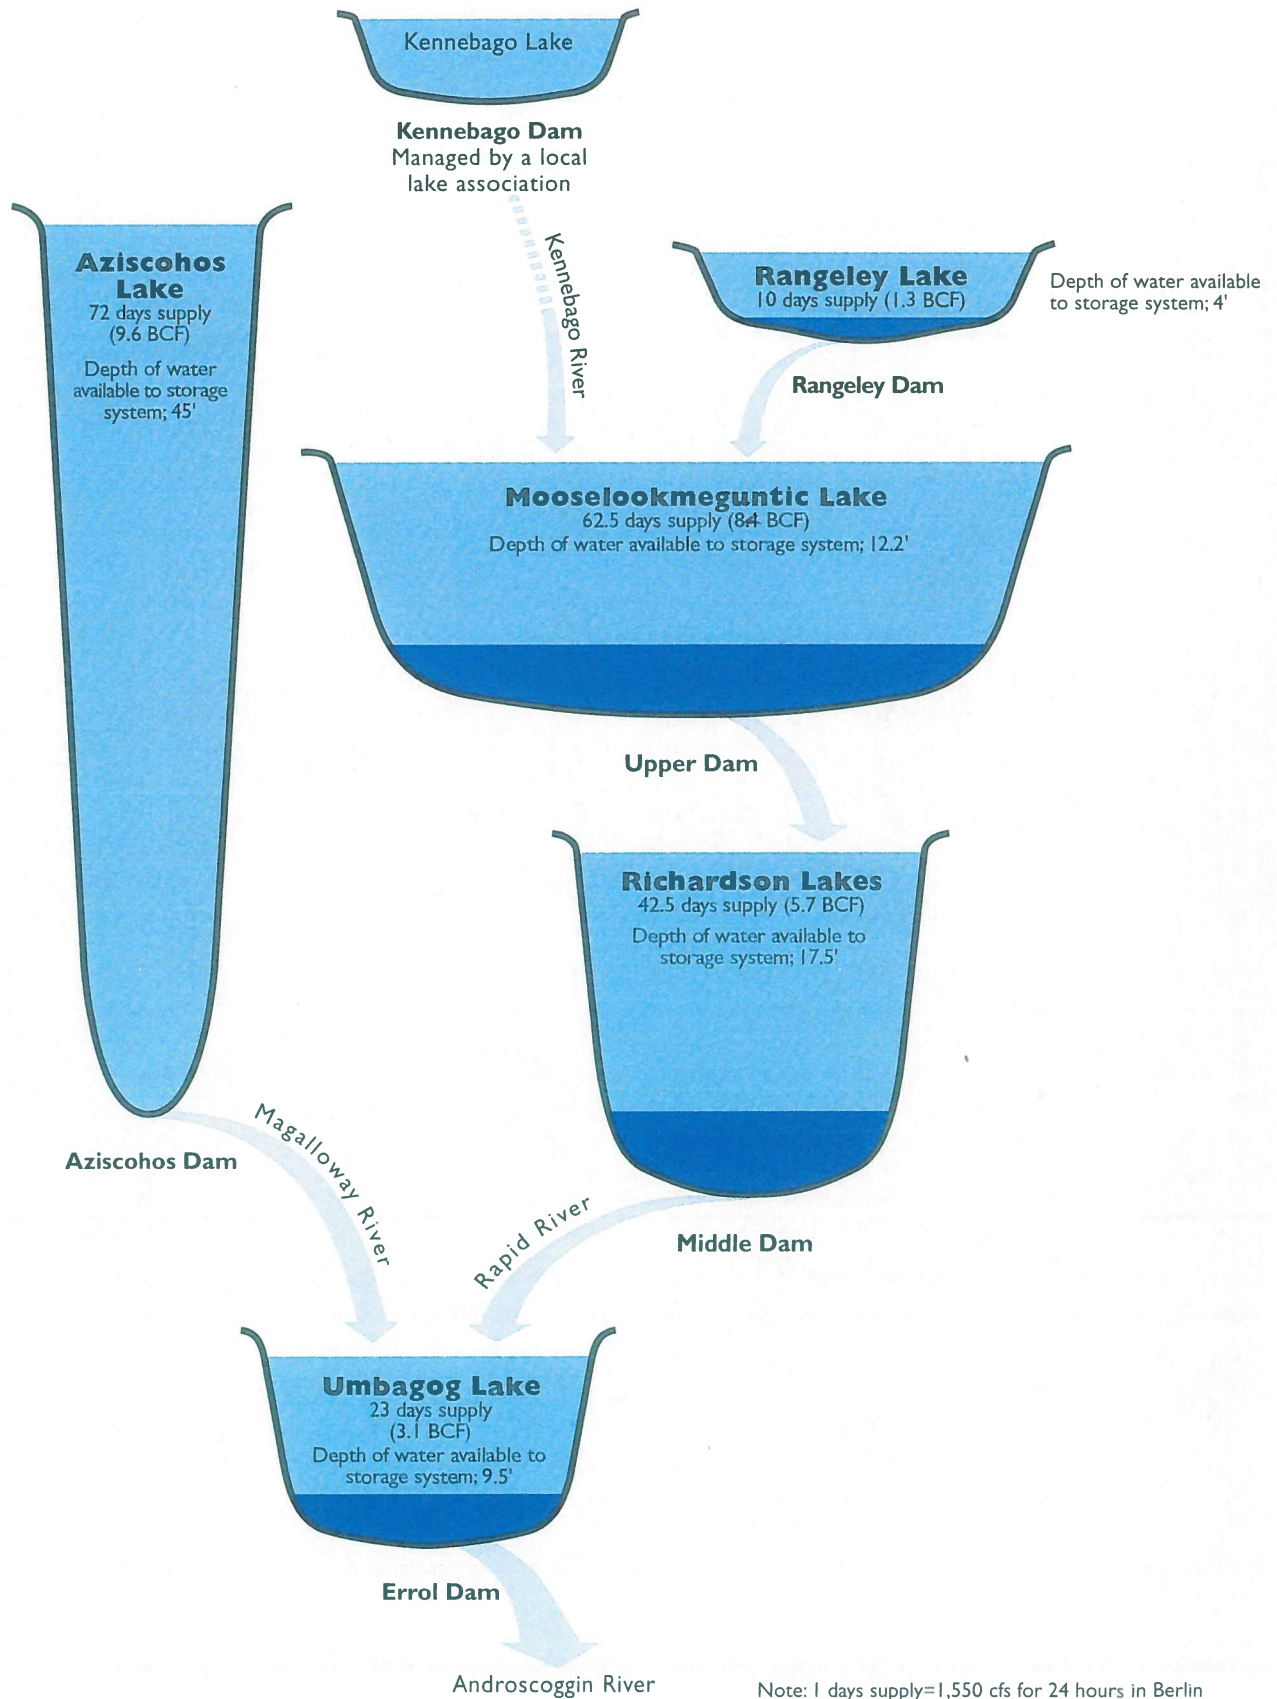 Kennebago Lake
Kennebago Dam
Managed by a local
lake association
Kennebago River
Aziscohos
Lake
72 days supply
(9.6 BCF)
Depth of water
available to storage
system; 45'
Rangeley Lake
10 days supply (1.3 BCF)
Depth of water available
to storage system; 4'
Rangeley Dam
Mooselookmeguntic Lake
62.5 days supply (8.4 BCF)
Depth of water available to storage system; 12.2'
Upper Dam
Richardson Lakes
42.5 days supply (5.7 BCF)
Depth of water available to
storage system; 17.5'
Aziscohos Dam
Magalloway River
Rapid River
Middle Dam
Umbagog Lake
23 days supply
(3.1 BCF)
Depth of water available to
storage system; 9.5'
Errol Dam
Androscoggin River
Note: 1 days supply=1,550 cfs for 24 hours in Berlin